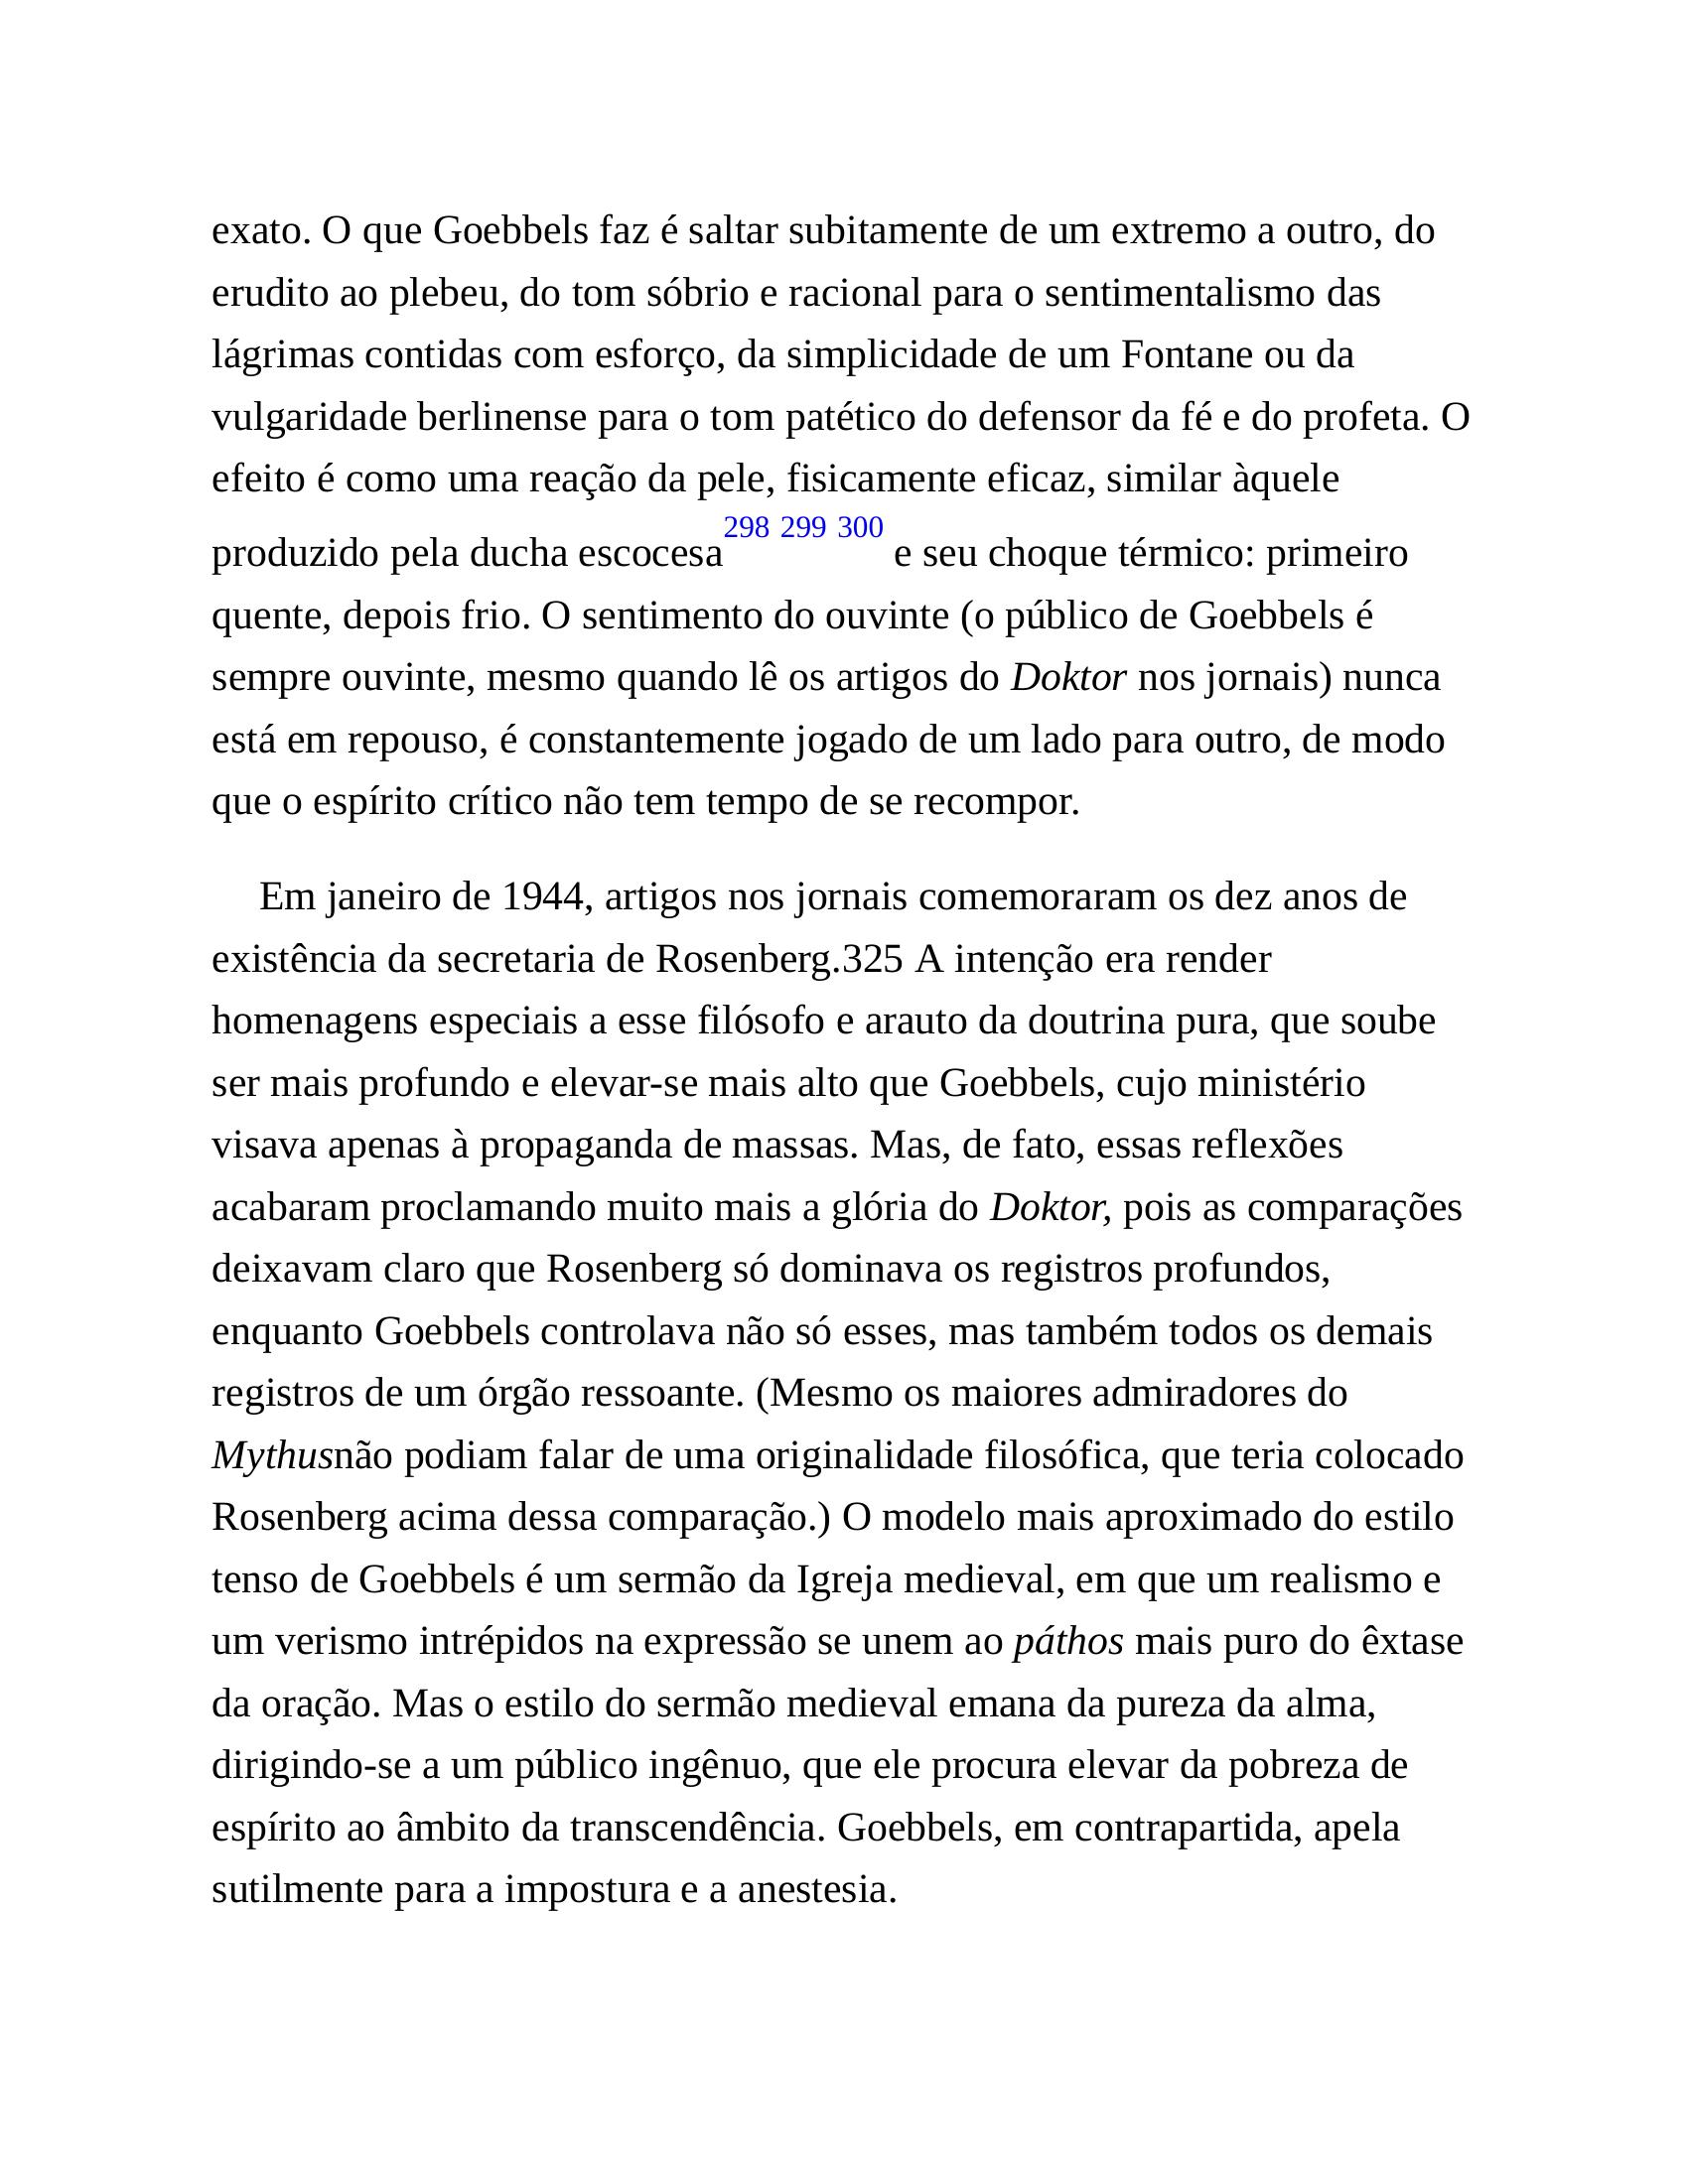 exato. O que Goebbels faz é saltar subitamente de um extremo a outro, do
erudito ao plebeu, do tom sóbrio e racional para o sentimentalismo das
lágrimas contidas com esforço, da simplicidade de um Fontane ou da
vulgaridade berlinense para o tom patético do defensor da fé e do profeta. O
efeito é como uma reação da pele, fisicamente eficaz, similar àquele
produzido pela ducha escocesa298 299 300 e seu choque térmico: primeiro
quente, depois frio. O sentimento do ouvinte (o público de Goebbels é
sempre ouvinte, mesmo quando lê os artigos do Doktor nos jornais) nunca
está em repouso, é constantemente jogado de um lado para outro, de modo
que o espírito crítico não tem tempo de se recompor.
Em janeiro de 1944, artigos nos jornais comemoraram os dez anos de
existência da secretaria de Rosenberg.325 A intenção era render
homenagens especiais a esse filósofo e arauto da doutrina pura, que soube
ser mais profundo e elevar-se mais alto que Goebbels, cujo ministério
visava apenas à propaganda de massas. Mas, de fato, essas reflexões
acabaram proclamando muito mais a glória do Doktor, pois as comparações
deixavam claro que Rosenberg só dominava os registros profundos,
enquanto Goebbels controlava não só esses, mas também todos os demais
registros de um órgão ressoante. (Mesmo os maiores admiradores do
Mythusnão podiam falar de uma originalidade filosófica, que teria colocado
Rosenberg acima dessa comparação.) O modelo mais aproximado do estilo
tenso de Goebbels é um sermão da Igreja medieval, em que um realismo e
um verismo intrépidos na expressão se unem ao páthos mais puro do êxtase
da oração. Mas o estilo do sermão medieval emana da pureza da alma,
dirigindo-se a um público ingênuo, que ele procura elevar da pobreza de
espírito ao âmbito da transcendência. Goebbels, em contrapartida, apela
sutilmente para a impostura e a anestesia.